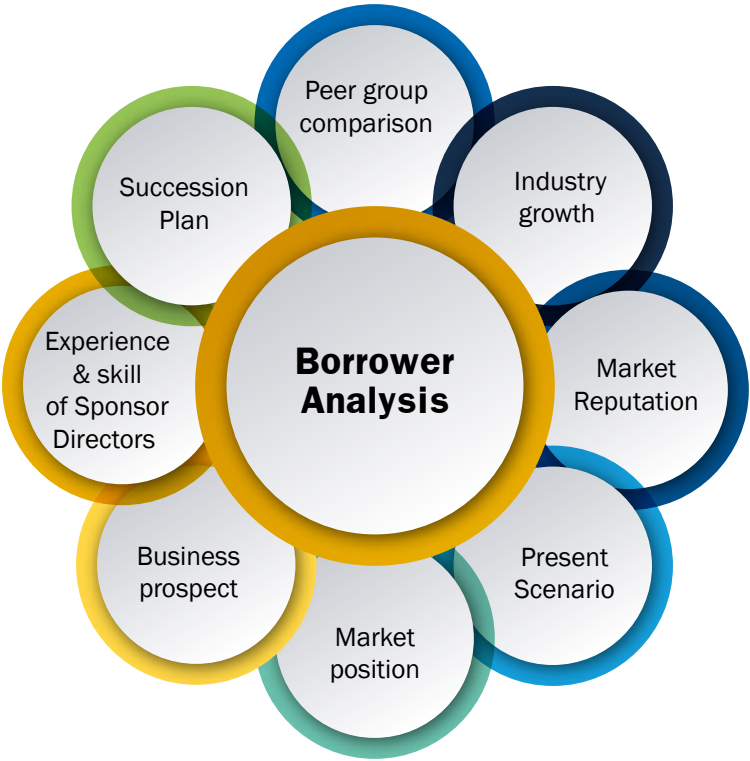 Peer group
comparison
Industry
growth
Market
Reputation
Present
Scenario
Market
position
Business
prospect
Experience
& skill
of Sponsor
Directors
Succession
Plan
Borrower
Analysis